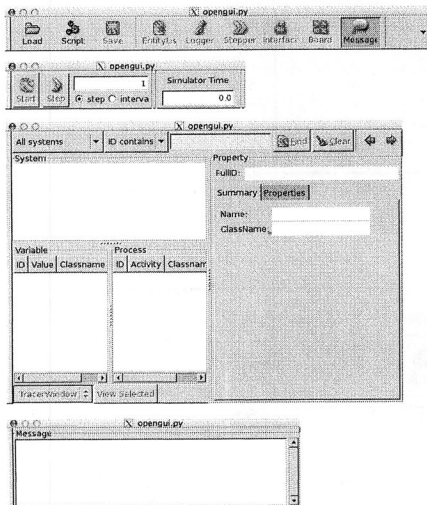 opengui.py
Load Script Save EntityLis Logger Stepper Interface Board Message
opengui.py
Start Step 1
step interva
Simulator Time
0.0
opengui.py
All systems ID contains Find Clear
System
Property
FullID:
Summary Properties
Name:
ClassName
Variable
ID Value Classname
Process
ID Activity Classnam
TracerWindow View Selected
opengui.py
Message